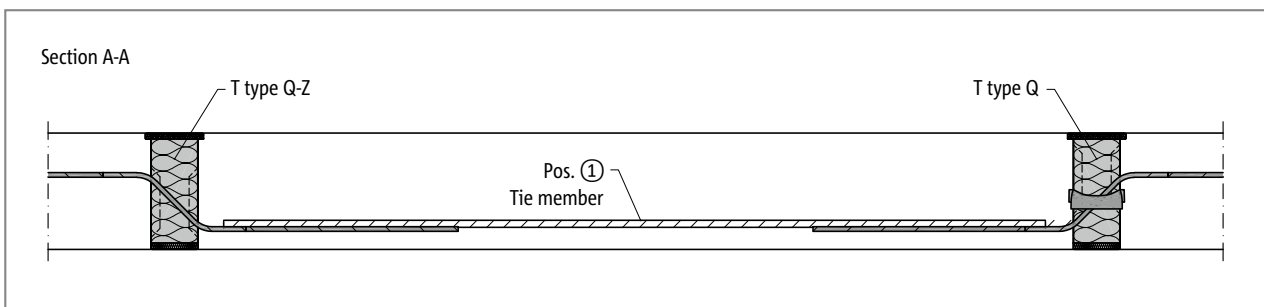 Section A-A
T type Q-Z
T type Q
Pos. ①
Tie member